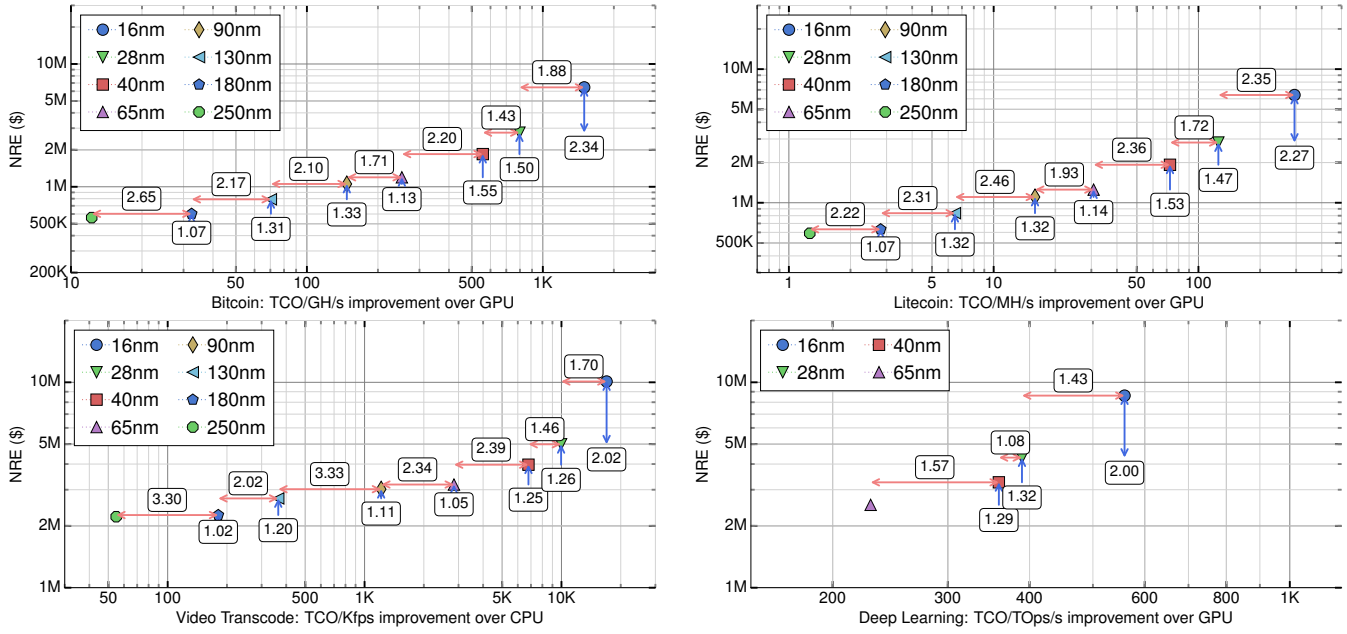 16nm 90nm
28nm 130nm
40nm 180nm
65nm 250nm
NRE ($)
10M
5M
2M
1M
500K
200K
2.65
1.07
2.17
1.31
2.10
1.33
1.71
1.13
2.20
1.55
1.43
1.50
1.88
2.34
10 50 100 500 1K
Bitcoin: TCO/GH/s improvement over GPU
16nm 90nm
28nm 130nm
40nm 180nm
65nm 250nm
NRE ($)
10M
5M
2M
1M
500K
2.22
1.07
2.31
1.32
2.46
1.32
1.93
1.14
2.36
1.53
1.72
1.47
2.35
2.27
1 5 10 50 100
Litecoin: TCO/MH/s improvement over GPU
16nm 90nm
28nm 130nm
40nm 180nm
65nm 250nm
NRE ($)
10M
5M
2M
1M
3.30
1.02
2.02
1.20
3.33
1.11
2.34
1.05
2.39
1.25
1.46
1.26
1.70
2.02
50 100 500 1K 5K 10K
Video Transcode: TCO/Kfps improvement over CPU
16nm 40nm
28nm 65nm
NRE ($)
10M
5M
2M
1M
1.57
1.29
1.08
1.32
1.43
2.00
200 400 600 800 1K
Deep Learning: TCO/TOps/s improvement over GPU